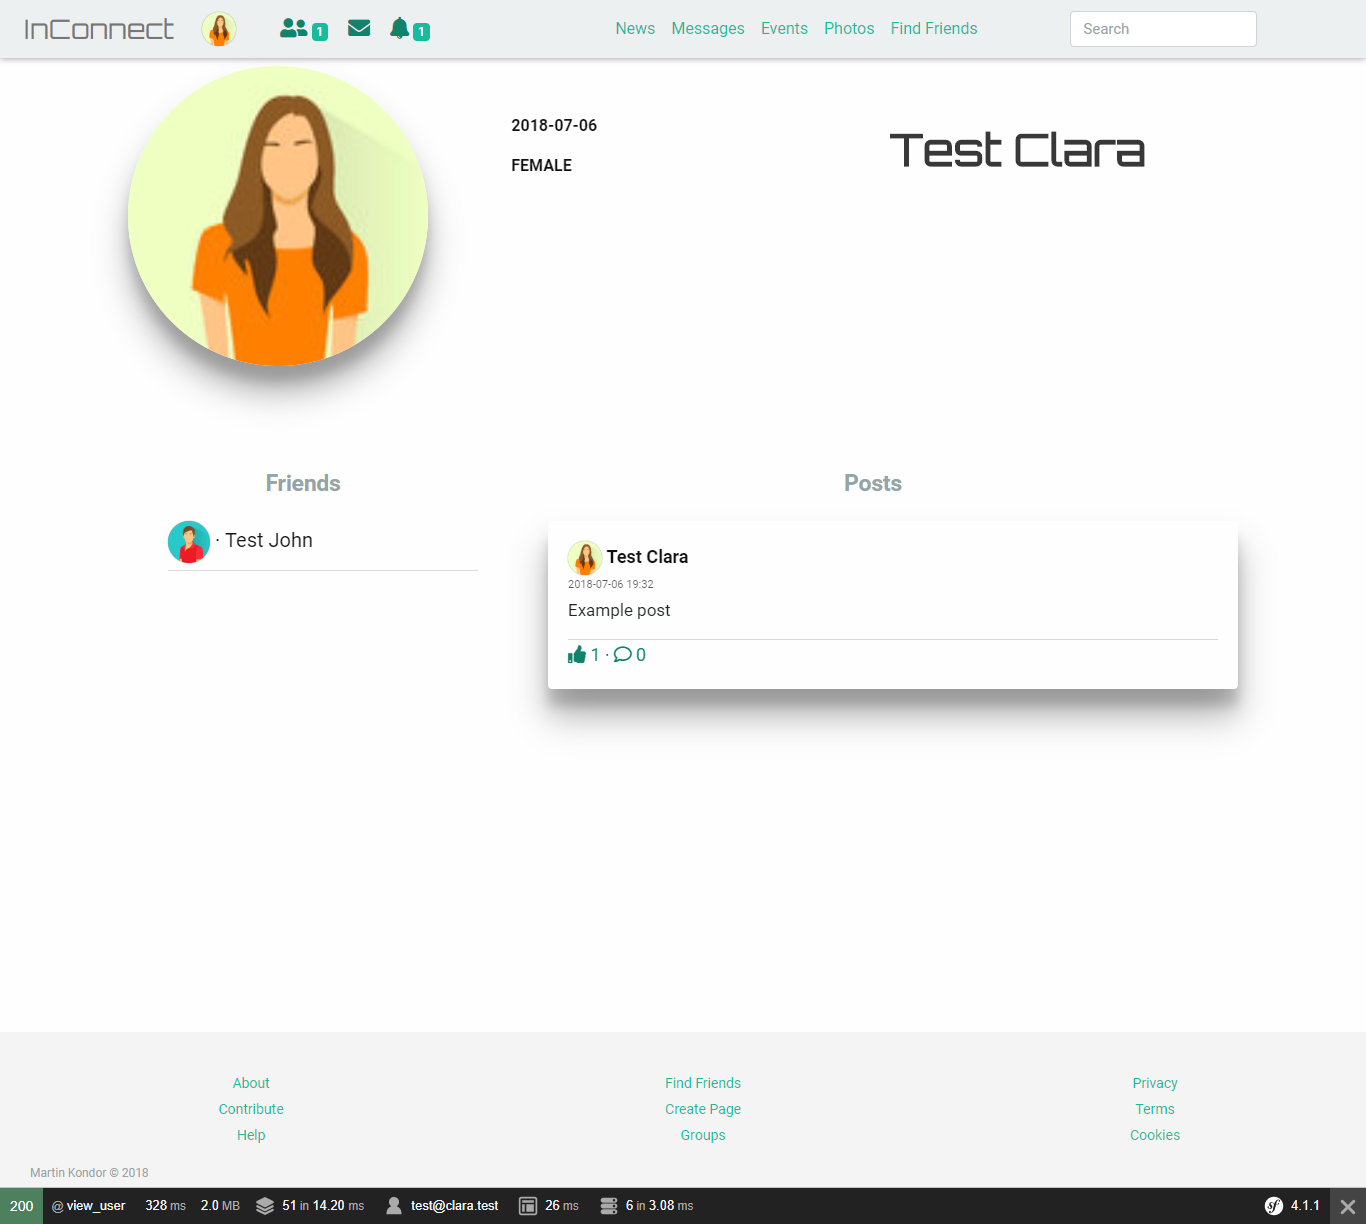 InConnect 1 1 News Messages Events Photos Find Friends Search
2018-07-06
Test Clara
FEMALE
Friends
Posts
· Test John
Test Clara
2018-07-06 19:32
Example post
1 · 0
About Find Friends Privacy
Contribute Create Page Terms
Help Groups Cookies
Martin Kondor © 2018
200 @ view_user 328 ms 2.0 MB 51 in 14.20 ms test@clara.test 26 ms 6 in 3.08 ms sf 4.1.1